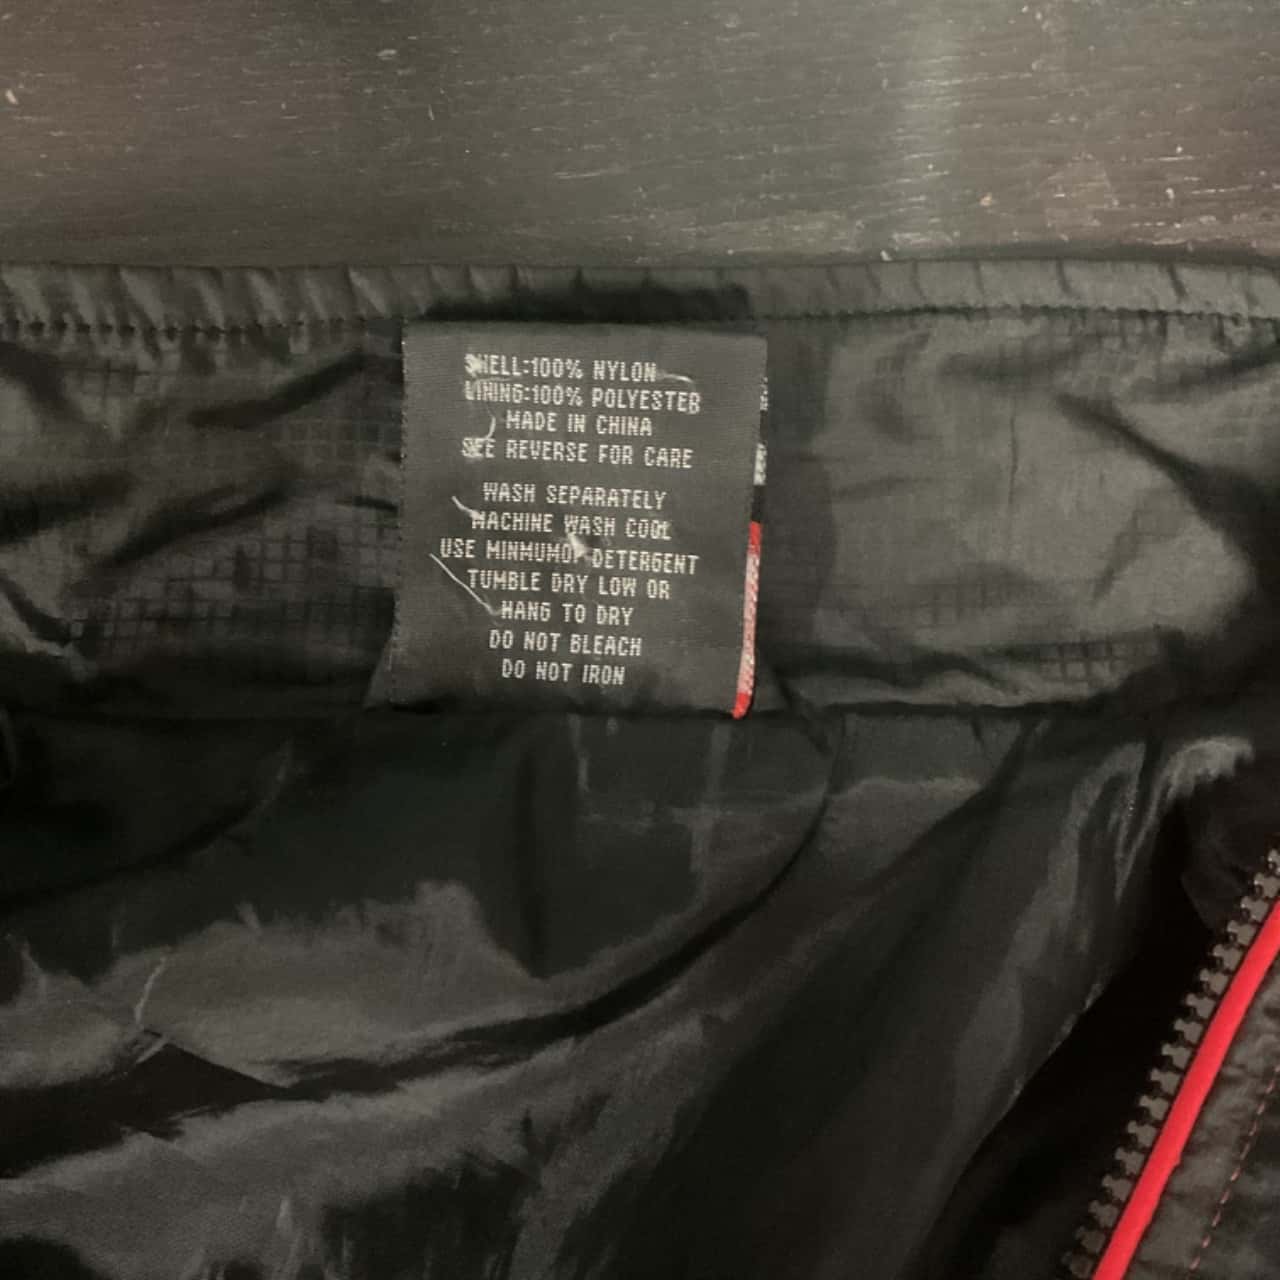 SHELL:100% NYLON
LINING:100% POLYESTER
MADE IN CHINA
SEE REVERSE FOR CARE
WASH SEPARATELY
MACHINE WASH COOL
USE MINMUMOF DETERGENT
TUMBLE DRY LOW OR
HANG TO DRY
DO NOT BLEACH
DO NOT IRON